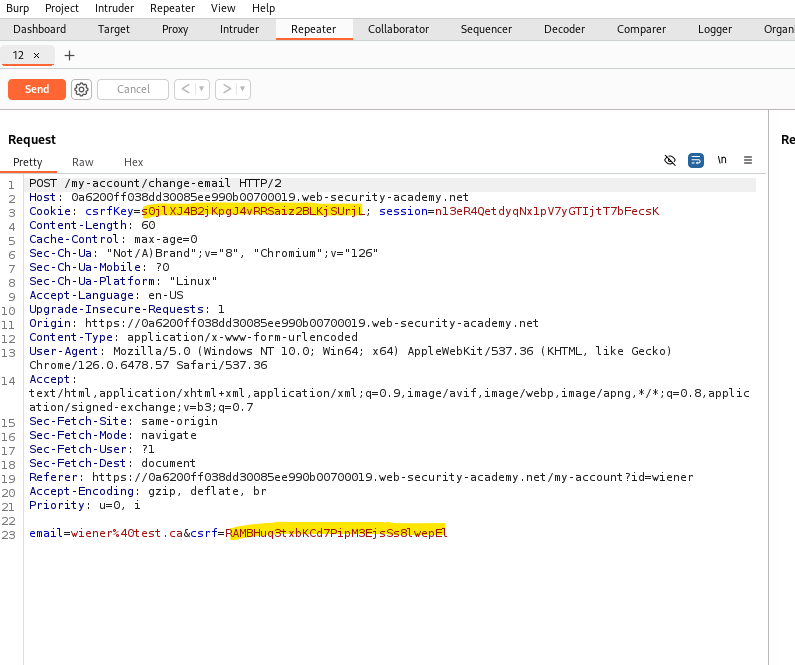 Burp Project Intruder Repeater View Help
Dashboard Target Proxy Intruder Repeater Collaborator Sequencer Decoder Comparer Logger Organi
12 × +
Send Cancel < >
Request Re
Pretty Raw Hex \n
1 POST /my-account/change-email HTTP/2
2 Host: 0a6200ff038dd30085ee990b00700019.web-security-academy.net
3 Cookie: csrfKey=sOjlXJ4B2jKpgJ4vRRSaiz2BLKjSUnjL; session=n13eR4QetdyqNx1pV7yGTIjtT7bFecsK
4 Content-Length: 60
5 Cache-Control: max-age=0
6 Sec-Ch-Ua: "Not/A)Brand";v="8", "Chromium";v="126"
7 Sec-Ch-Ua-Mobile: ?0
8 Sec-Ch-Ua-Platform: "Linux"
9 Accept-Language: en-US
10 Upgrade-Insecure-Requests: 1
11 Origin: https://0a6200ff038dd30085ee990b00700019.web-security-academy.net
12 Content-Type: application/x-www-form-urlencoded
13 User-Agent: Mozilla/5.0 (Windows NT 10.0; Win64; x64) AppleWebKit/537.36 (KHTML, like Gecko)
Chrome/126.0.6478.57 Safari/537.36
14 Accept:
text/html,application/xhtml+xml,application/xml;q=0.9,image/avif,image/webp,image/apng,*/*;q=0.8,applic
ation/signed-exchange;v=b3;q=0.7
15 Sec-Fetch-Site: same-origin
16 Sec-Fetch-Mode: navigate
17 Sec-Fetch-User: ?1
18 Sec-Fetch-Dest: document
19 Referer: https://0a6200ff038dd30085ee990b00700019.web-security-academy.net/my-account?id=wiener
20 Accept-Encoding: gzip, deflate, br
21 Priority: u=0, i
22
23 email=wiener%40test.ca&csrf=RAMBHuq3txbKCd7PipM3EjsSs8lwepEl